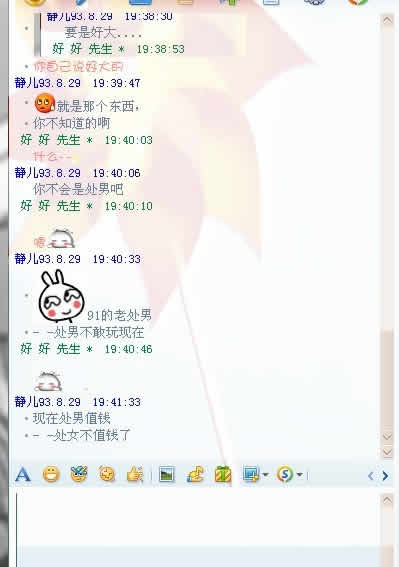 静儿93.8.29 19:38:30
要是好大....
好 好 先生 * 19:38:53
你自己说好大的
静儿93.8.29 19:39:47
就是那个东西，
你不知道的啊
好 好 先生 * 19:40:03
什么--
静儿93.8.29 19:40:06
你不会是处男吧
好 好 先生 * 19:40:10
嗯
静儿93.8.29 19:40:33
91的老处男
- -处男不敢玩现在
好 好 先生 * 19:40:46
静儿93.8.29 19:41:33
现在处男值钱
- -处女不值钱了